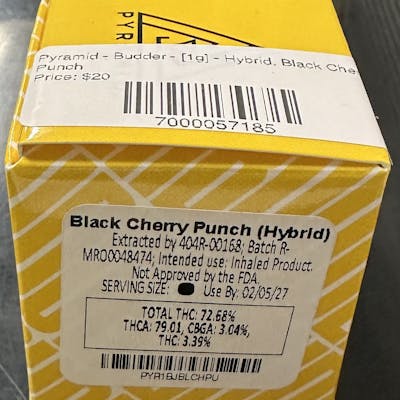 PYR
Pyramid - Budder - [1g] - Hybrid, Black Che
Punch
Price: $20
7000057185
Black Cherry Punch (Hybrid)
Extracted by 404R-00168; Batch R-
MRO0048474; Intended use: Inhaled Product.
Not Approved by the FDA.
SERVING SIZE: Use By: 02/05/27
TOTAL THC: 72.68%
THCA: 79.01, CBGA: 3.04%,
THC: 3.39%
PYR1BJBLCHPU